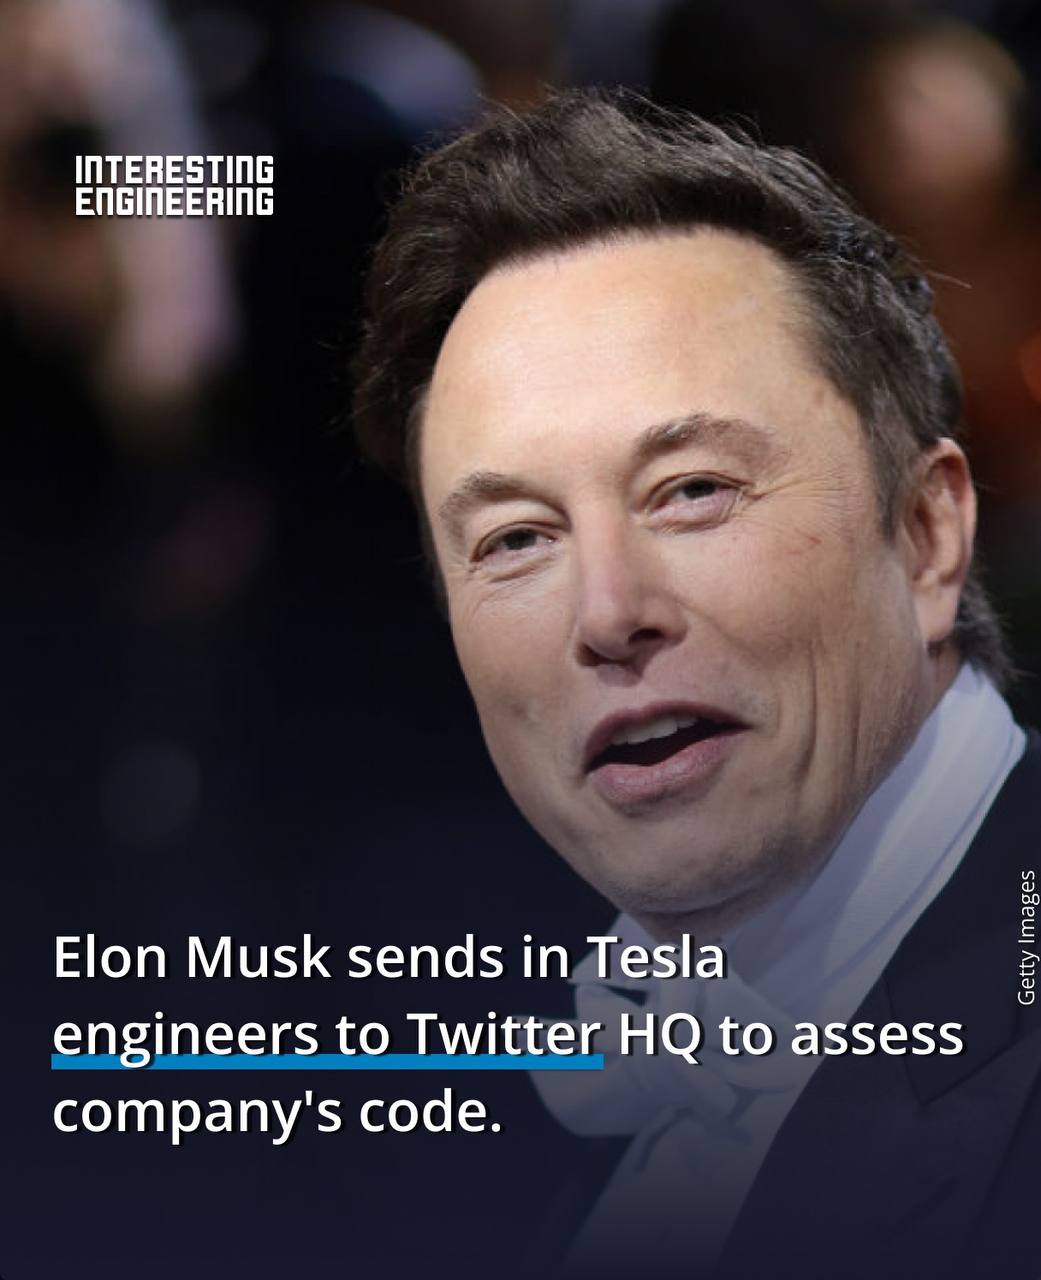 INTERESTING
ENGINEERING
Getty Images
Elon Musk sends in Tesla
engineers to Twitter HQ to assess
company's code.